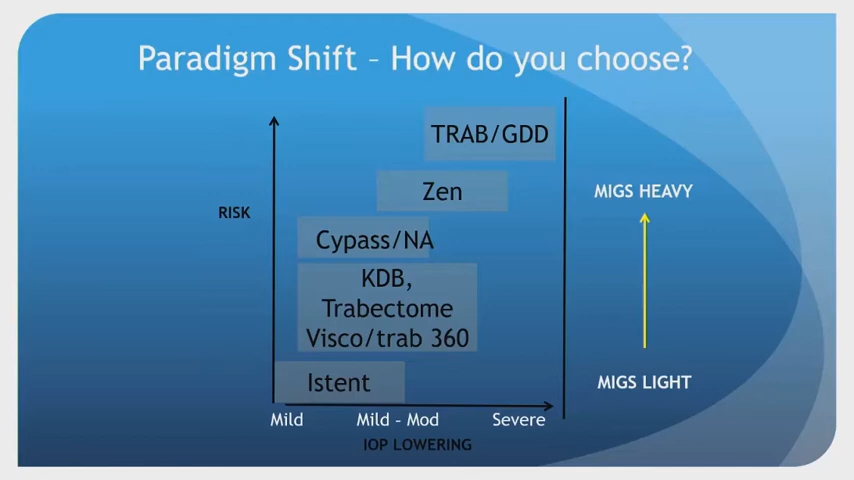 Paradigm Shift – How do you choose?
TRAB/GDD
Zen
MIGS HEAVY
RISK
Cypass/NA
KDB,
Trabectome
Visco/trab 360
Istent
MIGS LIGHT
Mild
Mild – Mod
Severe
IOP LOWERING